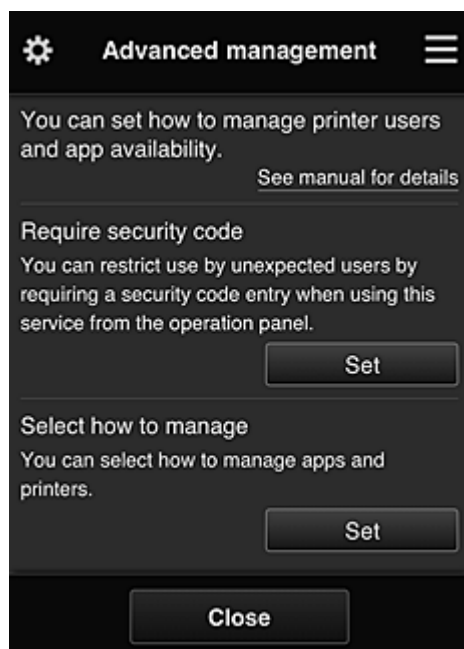 Advanced management
You can set how to manage printer users
and app availability.
See manual for details
Require security code
You can restrict use by unexpected users by
requiring a security code entry when using this
service from the operation panel.
Set
Select how to manage
You can select how to manage apps and
printers.
Set
Close